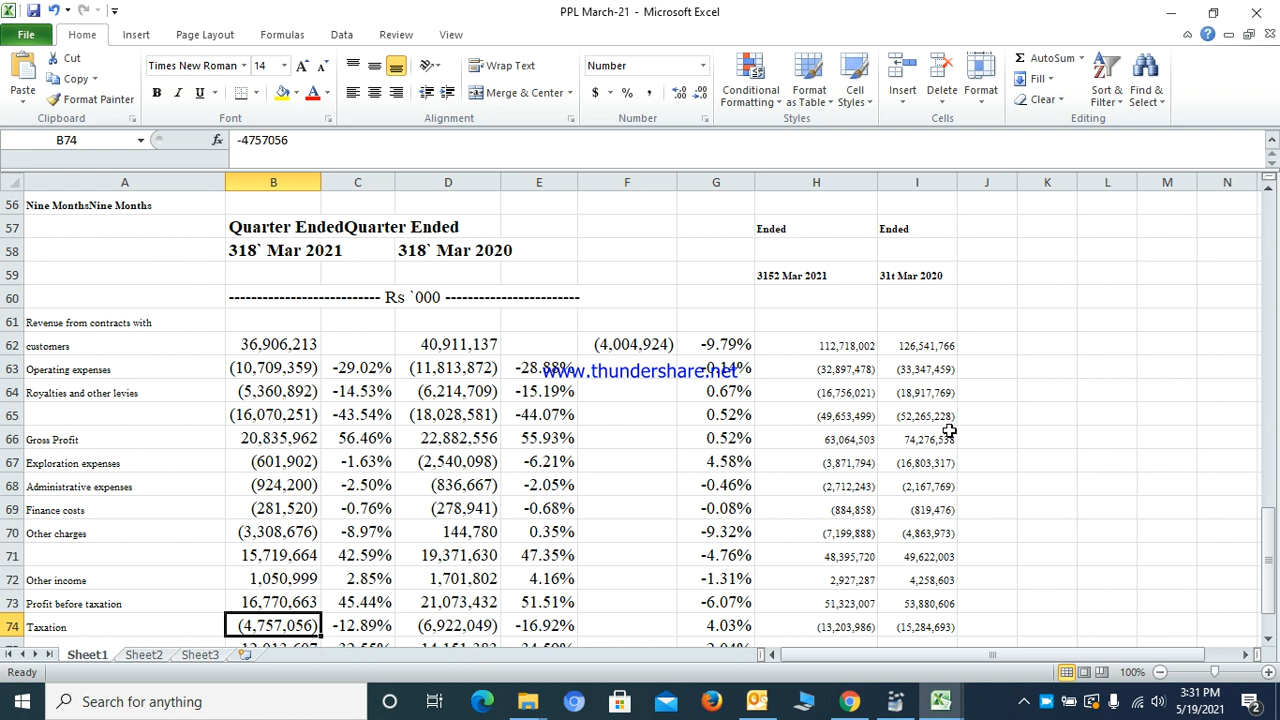 PPL March-21 - Microsoft Excel
File Home Insert Page Layout Formulas Data Review View
Paste
Cut
Copy
Format Painter
Clipboard
Times New Roman 14
B I U
Font
Wrap Text
Merge & Center
Alignment
Number
$ % ,
Number
Conditional Formatting
Format as Table
Cell Styles
Styles
Insert Delete Format
Cells
AutoSum
Fill
Clear
Sort & Filter
Find & Select
Editing
B74 fx -4757056
A B C D E F G H I J K L M N
56 Nine MonthsNine Months
57 Quarter EndedQuarter Ended Ended Ended
58 318` Mar 2021 318` Mar 2020
59 3152 Mar 2021 31t Mar 2020
60 --------------------------- Rs `000 ------------------------
61 Revenue from contracts with
62 customers 36,906,213 40,911,137 (4,004,924) -9.79% 112,718,002 126,541,766
63 Operating expenses (10,709,359) -29.02% (11,813,872) -28.88% -0.14% (32,897,478) (33,347,459)
www.thundershare.net
64 Royalties and other levies (5,360,892) -14.53% (6,214,709) -15.19% 0.67% (16,756,021) (18,917,769)
65 (16,070,251) -43.54% (18,028,581) -44.07% 0.52% (49,653,499) (52,265,228)
66 Gross Profit 20,835,962 56.46% 22,882,556 55.93% 0.52% 63,064,503 74,276,538
67 Exploration expenses (601,902) -1.63% (2,540,098) -6.21% 4.58% (3,871,794) (16,803,317)
68 Administrative expenses (924,200) -2.50% (836,667) -2.05% -0.46% (2,712,243) (2,167,769)
69 Finance costs (281,520) -0.76% (278,941) -0.68% -0.08% (884,858) (819,476)
70 Other charges (3,308,676) -8.97% 144,780 0.35% -9.32% (7,199,888) (4,863,973)
71 15,719,664 42.59% 19,371,630 47.35% -4.76% 48,395,720 49,622,003
72 Other income 1,050,999 2.85% 1,701,802 4.16% -1.31% 2,927,287 4,258,603
73 Profit before taxation 16,770,663 45.44% 21,073,432 51.51% -6.07% 51,323,007 53,880,606
74 Taxation (4,757,056) -12.89% (6,922,049) -16.92% 4.03% (13,203,986) (15,284,693)
Sheet1 Sheet2 Sheet3
Ready 100%
Search for anything
3:31 PM
5/19/2021
2